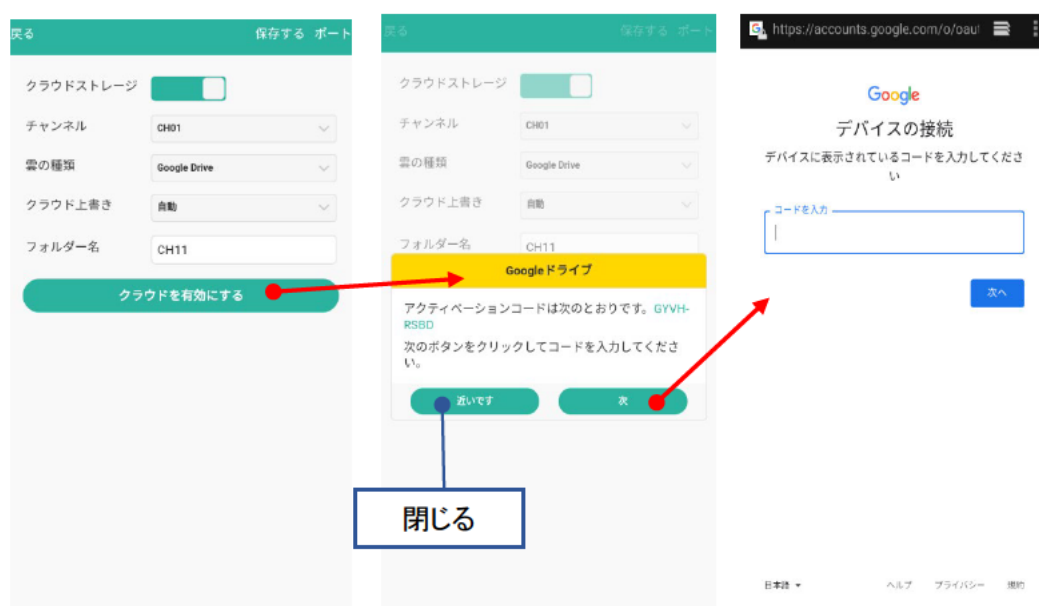 戻る
保存する ポート
クラウドストレージ
チャンネル
CH01
雲の種類
Google Drive
クラウド上書き
自動
フォルダー名
CH11
クラウドを有効にする
戻る
保存する ポート
クラウドストレージ
チャンネル
CH01
雲の種類
Google Drive
クラウド上書き
自動
フォルダー名
CH11
Googleドライブ
アクティベーションコードは次のとおりです。GYVH-
RSBD
次のボタンをクリックしてコードを入力してくださ
い。
近いです
次
閉じる
https://accounts.google.com/o/oau
Google
デバイスの接続
デバイスに表示されているコードを入力してくださ
い
コードを入力
次へ
日本語
ヘルプ
プライバシー
規約